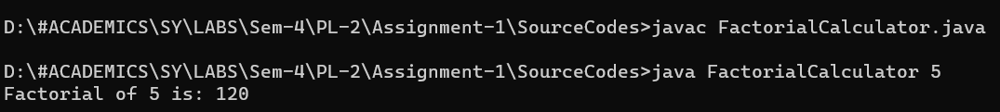 D:\#ACADEMICS\SY\LABS\Sem-4\PL-2\Assignment-1\SourceCodes>javac FactorialCalculator.java
D:\#ACADEMICS\SY\LABS\Sem-4\PL-2\Assignment-1\SourceCodes>java FactorialCalculator 5
Factorial of 5 is: 120